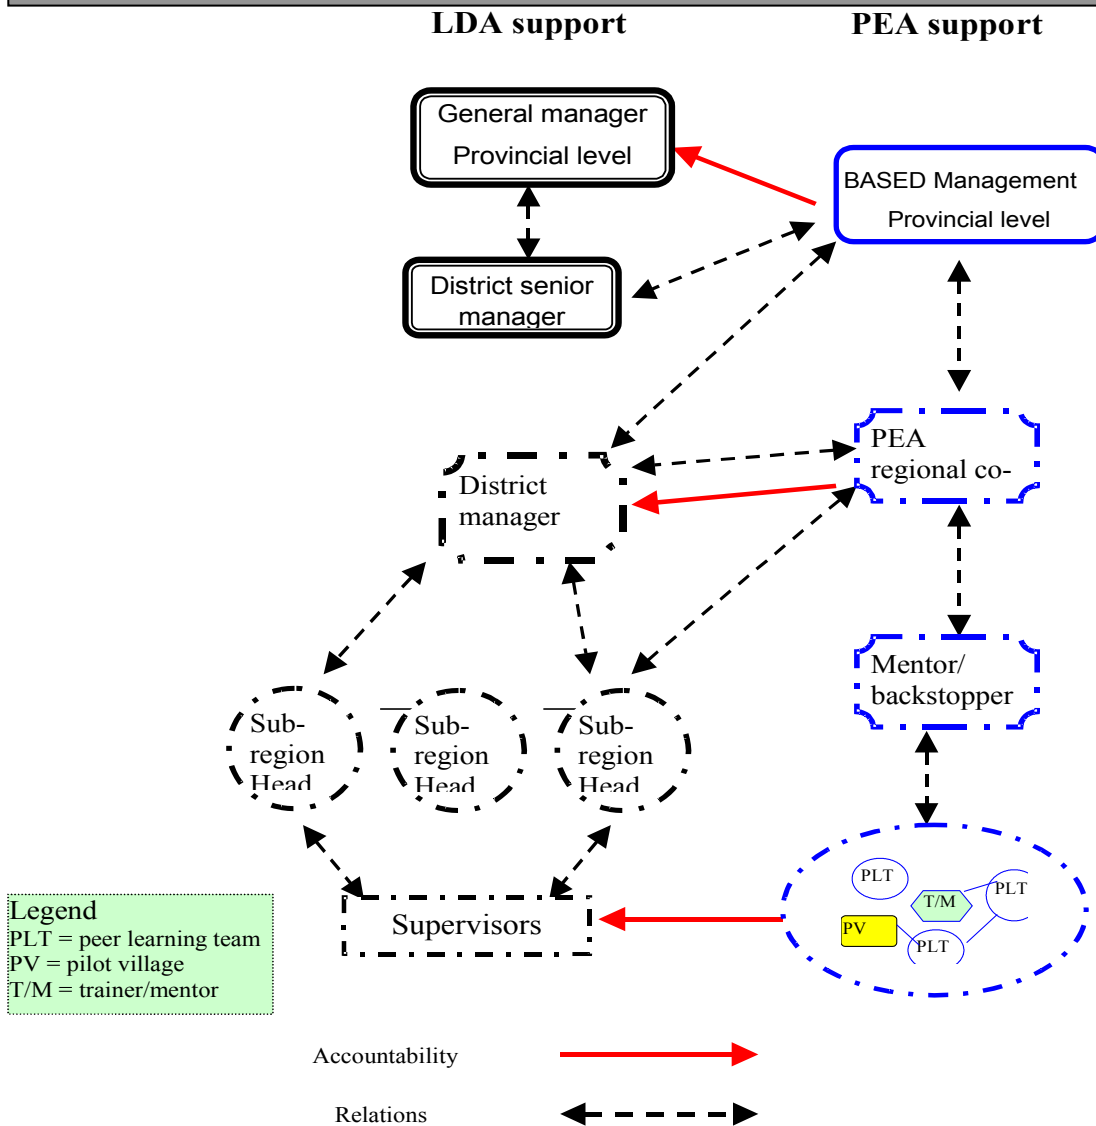 LDA support
PEA support
General manager
Provincial level
BASED Management
Provincial level
District senior
manager
PEA
regional co-
District
manager
Mentor/
backstopper
Sub-
region
Head
Sub-
region
Head
Sub-
region
Head
PLT
PLT
T/M
PV
PLT
Supervisors
Legend
PLT = peer learning team
PV = pilot village
T/M = trainer/mentor
Accountability
Relations